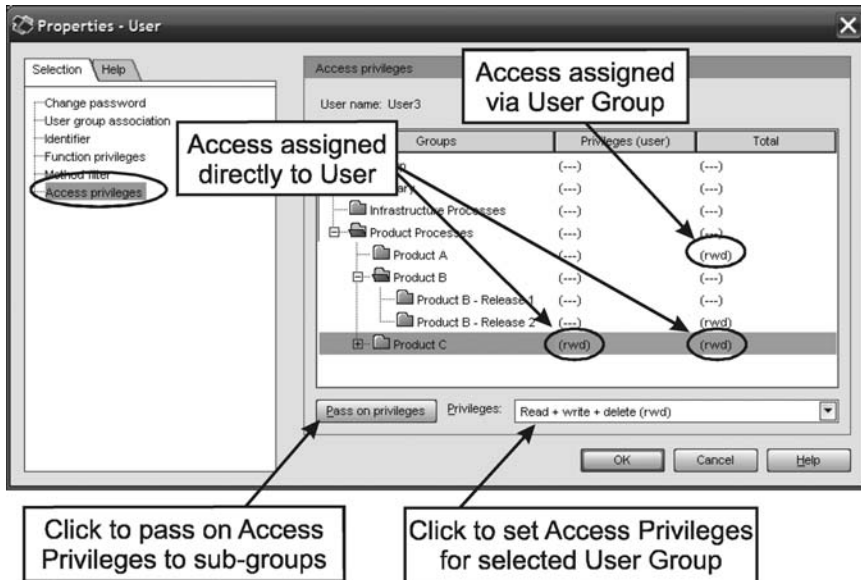 Properties - User
Selection Help
Change password
User group association
Identifier
Function privileges
Method filter
Access privileges
Access privileges
User name: User3
Access assigned
via User Group
Access assigned
directly to User
Groups Privileges (user) Total
(---) (---)
(---) (---)
Infrastructure Processes (---) (---)
Product Processes (---) (---)
Product A (---) (rwd)
Product B (---) (---)
Product B - Release 1 (---) (---)
Product B - Release 2 (---) (rwd)
Product C (rwd) (rwd)
Pass on privileges Privileges: Read + write + delete (rwd)
OK Cancel Help
Click to pass on Access
Privileges to sub-groups
Click to set Access Privileges
for selected User Group